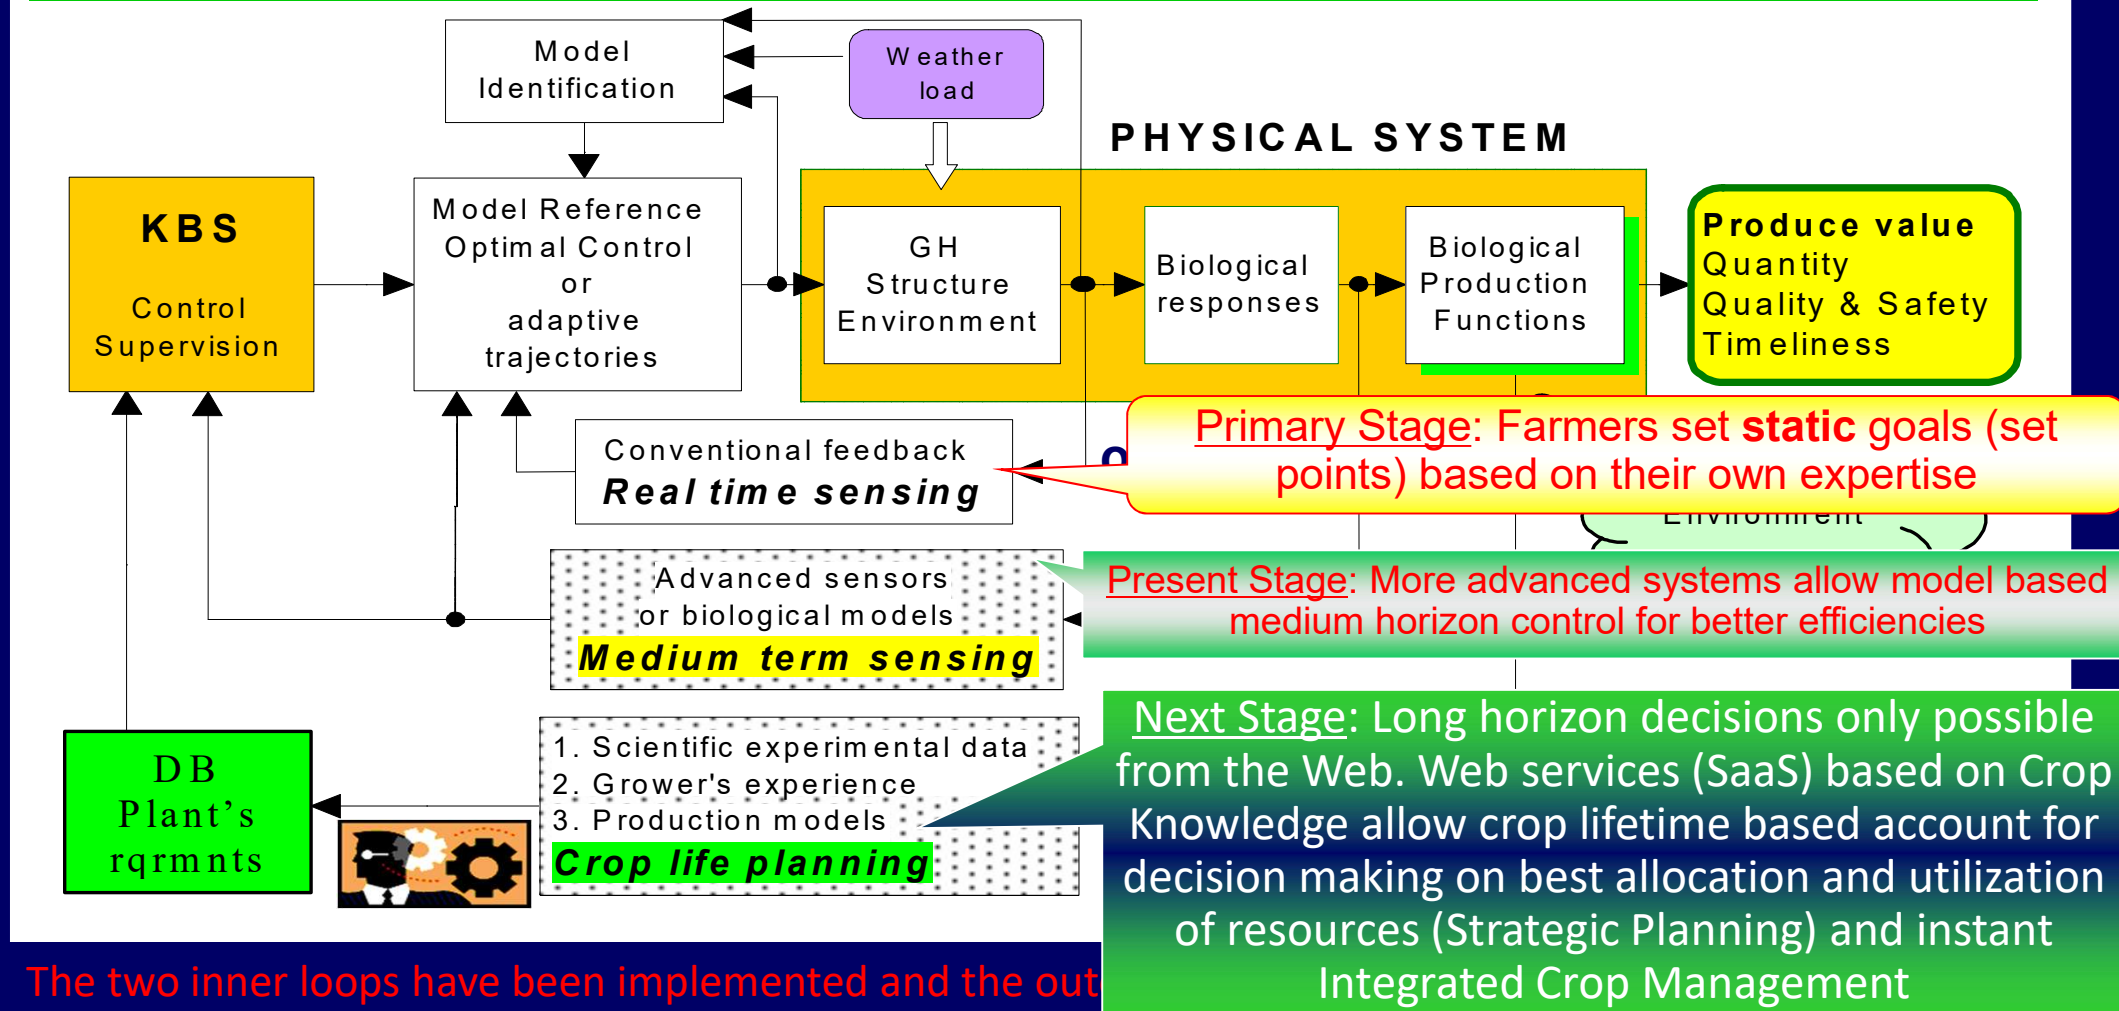 Model
Identification
Weather
load
PHYSICAL SYSTEM
KBS
Control
Supervision
Model Reference
Optimal Control
or
adaptive
trajectories
GH
Structure
Environment
Biological
responses
Biological
Production
Functions
Produce value
Quantity
Quality & Safety
Timeliness
Conventional feedback
Real time sensing
Primary Stage: Farmers set static goals (set
points) based on their own expertise
Environment
Advanced sensors
or biological models
Medium term sensing
Present Stage: More advanced systems allow model based
medium horizon control for better efficiencies
DB
Plant’s
rqrmnts
1. Scientific experimental data
2. Grower's experience
3. Production models
Crop life planning
Next Stage: Long horizon decisions only possible
from the Web. Web services (SaaS) based on Crop
Knowledge allow crop lifetime based account for
decision making on best allocation and utilization
of resources (Strategic Planning) and instant
Integrated Crop Management
The two inner loops have been implemented and the